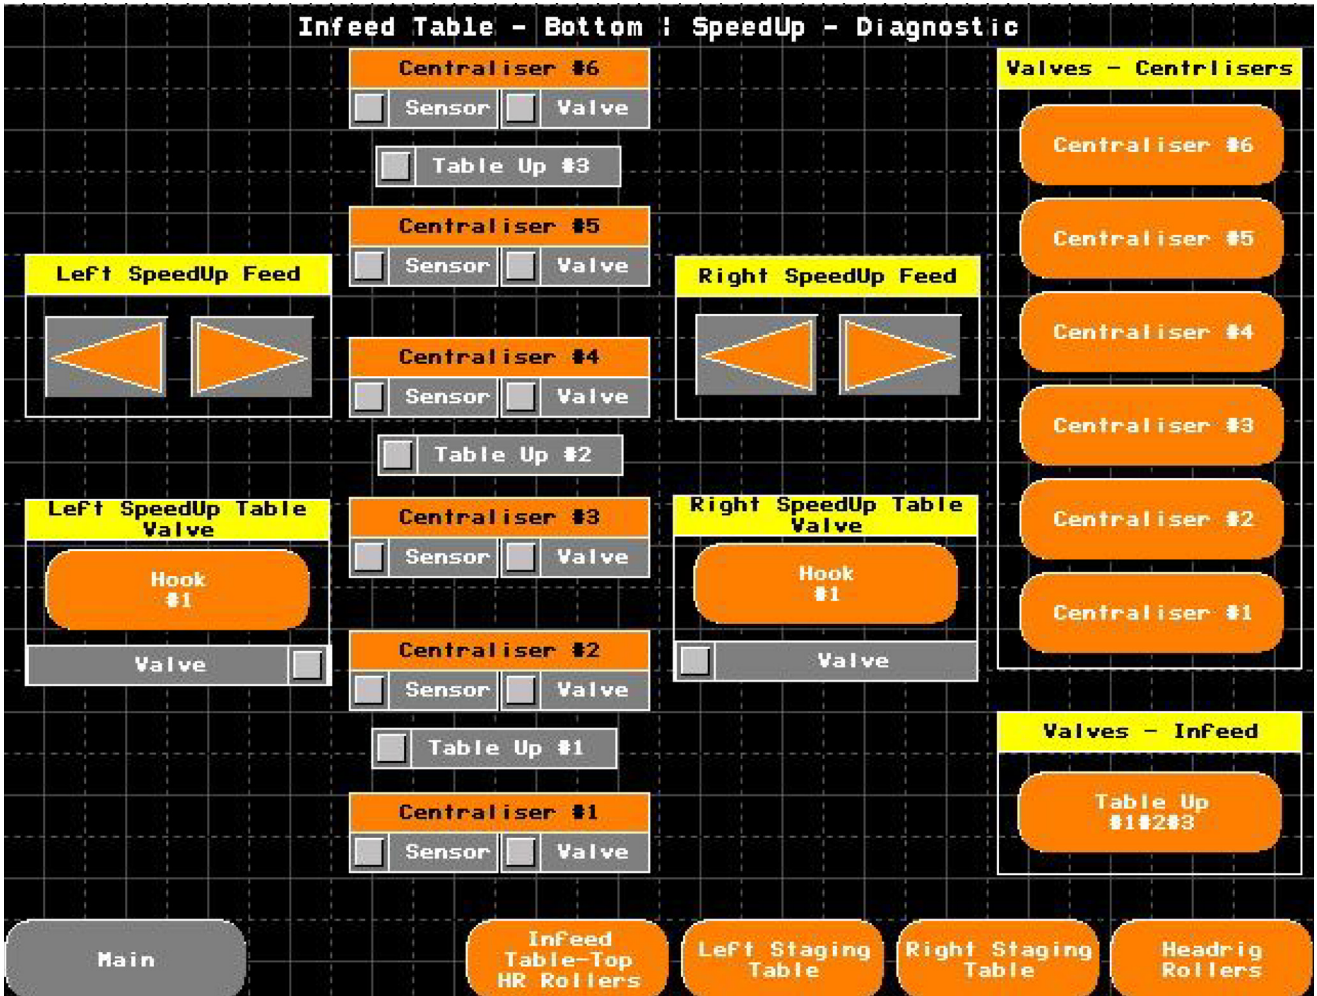 Infeed Table - Bottom ¦ SpeedUp - Diagnostic
Centraliser #6
Sensor
Valve
Table Up #3
Centraliser #5
Sensor
Valve
Left SpeedUp Feed
Right SpeedUp Feed
Centraliser #4
Sensor
Valve
Table Up #2
Left SpeedUp Table
Valve
Hook
#1
Valve
Centraliser #3
Sensor
Valve
Right SpeedUp Table
Valve
Hook
#1
Valve
Centraliser #2
Sensor
Valve
Table Up #1
Centraliser #1
Sensor
Valve
Valves - Centrlisers
Centraliser #6
Centraliser #5
Centraliser #4
Centraliser #3
Centraliser #2
Centraliser #1
Valves - Infeed
Table Up
#1#2#3
Main
Infeed
Table-Top
HR Rollers
Left Staging
Table
Right Staging
Table
Headrig
Rollers